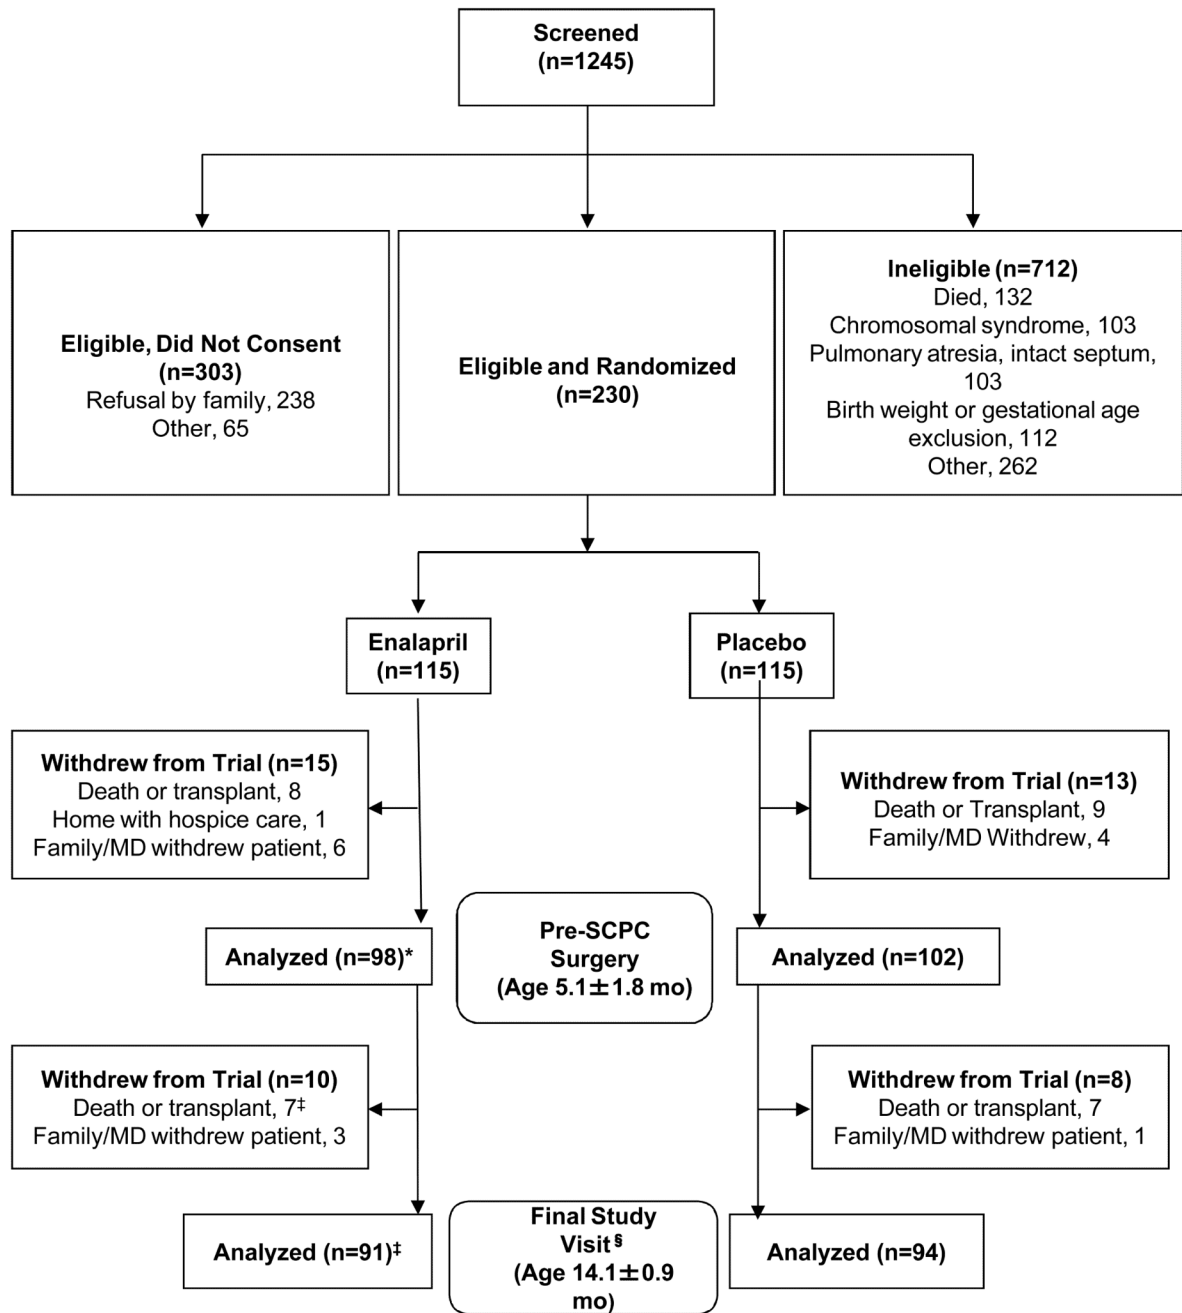 Screened
(n=1245)
Eligible, Did Not Consent
(n=303)
Refusal by family, 238
Other, 65
Eligible and Randomized
(n=230)
Ineligible (n=712)
Died, 132
Chromosomal syndrome, 103
Pulmonary atresia, intact septum,
103
Birth weight or gestational age
exclusion, 112
Other, 262
Enalapril
(n=115)
Placebo
(n=115)
Withdrew from Trial (n=15)
Death or transplant, 8
Home with hospice care, 1
Family/MD withdrew patient, 6
Withdrew from Trial (n=13)
Death or Transplant, 9
Family/MD Withdrew, 4
Analyzed (n=98)*
Pre-SCPC
Surgery
(Age 5.1±1.8 mo)
Analyzed (n=102)
Withdrew from Trial (n=10)
Death or transplant, 7‡
Family/MD withdrew patient, 3
Withdrew from Trial (n=8)
Death or transplant, 7
Family/MD withdrew patient, 1
Analyzed (n=91)‡
Final Study
Visit§
(Age 14.1±0.9
mo)
Analyzed (n=94)